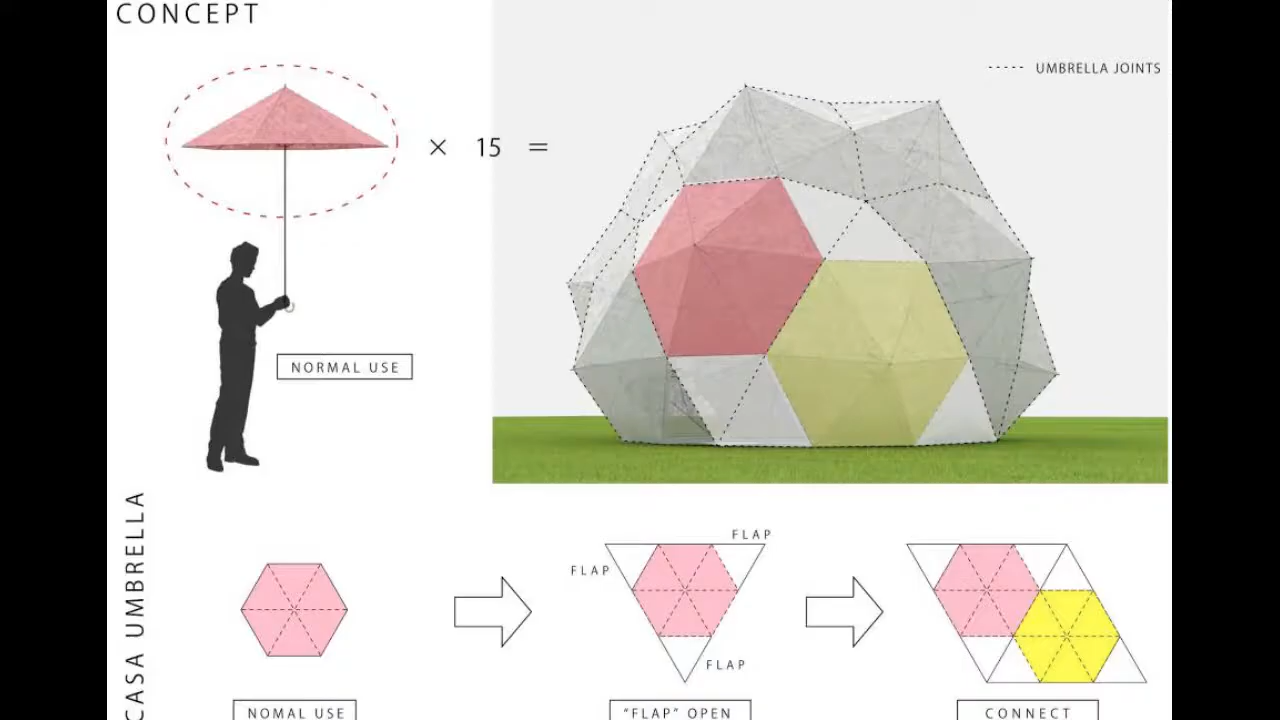 CONCEPT
UMBRELLA JOINTS
× 15 =
NORMAL USE
CASA UMBRELLA
FLAP
FLAP
FLAP
NOMAL USE
“FLAP” OPEN
CONNECT